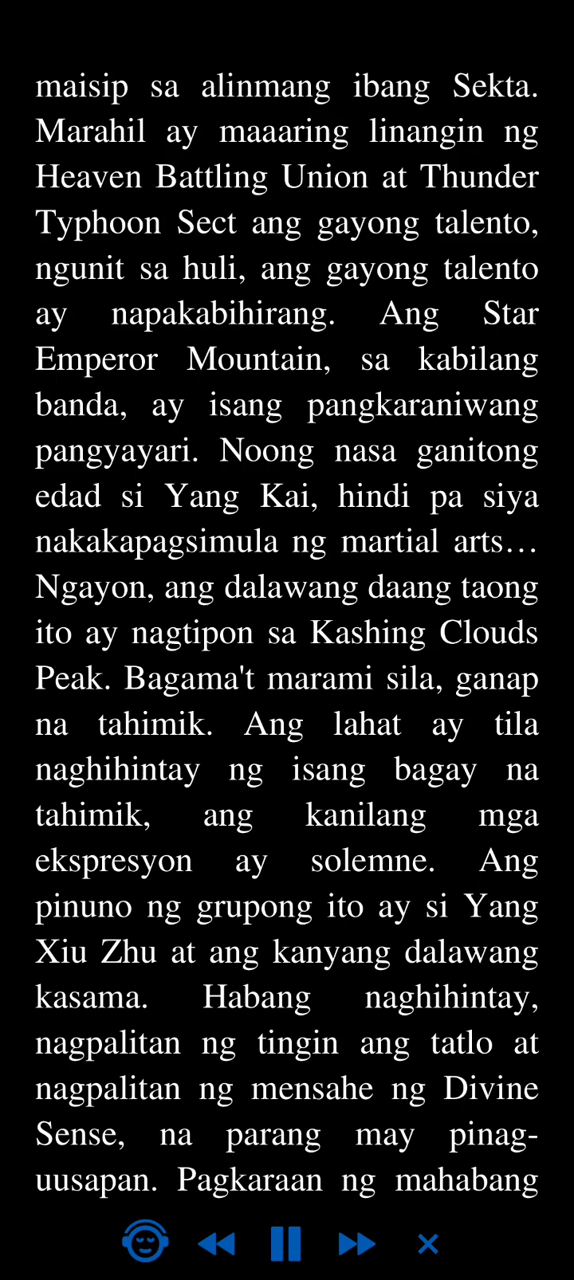 maisip sa alinmang ibang Sekta.
Marahil ay maaaring linangin ng
Heaven Battling Union at Thunder
Typhoon Sect ang gayong talento,
ngunit sa huli, ang gayong talento
ay napakabihirang. Ang Star
Emperor Mountain, sa kabilang
banda, ay isang pangkaraniwang
pangyayari. Noong nasa ganitong
edad si Yang Kai, hindi pa siya
nakakapagsimula ng martial arts…
Ngayon, ang dalawang daang taong
ito ay nagtipon sa Kashing Clouds
Peak. Bagama't marami sila, ganap
na tahimik. Ang lahat ay tila
naghihintay ng isang bagay na
tahimik, ang kanilang mga
ekspresyon ay solemne. Ang
pinuno ng grupong ito ay si Yang
Xiu Zhu at ang kanyang dalawang
kasama. Habang naghihintay,
nagpalitan ng tingin ang tatlo at
nagpalitan ng mensahe ng Divine
Sense, na parang may pinag-
uusapan. Pagkaraan ng mahabang